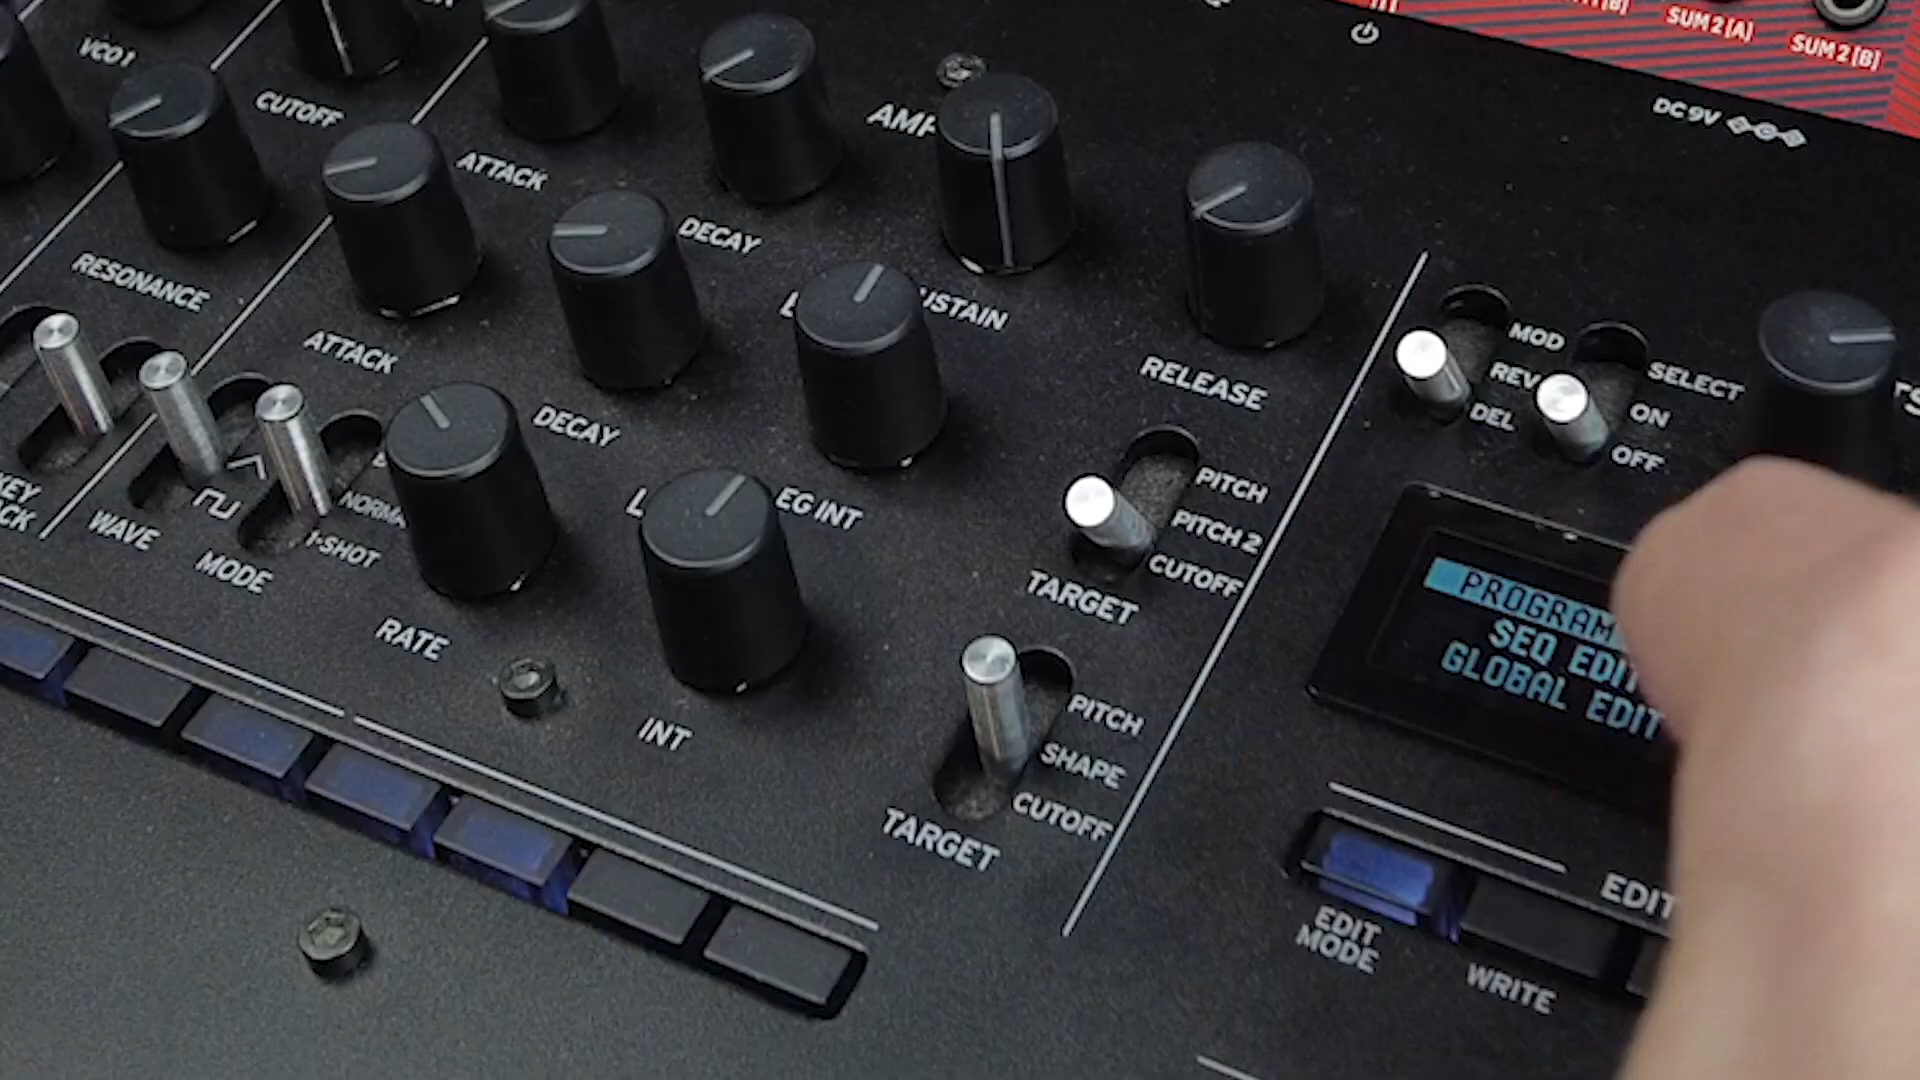 SUM 2 [A]
SUM 2 [B]
DC 9V
VCO 1
CUTOFF
ATTACK
DECAY
RESONANCE
ATTACK
DECAY
EG INT
RELEASE
MOD
REV
DEL
SELECT
ON
OFF
PITCH
PITCH 2
CUTOFF
TARGET
WAVE
MODE
1-SHOT
RATE
INT
PITCH
SHAPE
CUTOFF
TARGET
PROGRAM
SEQ EDIT
GLOBAL EDIT
EDIT
EDIT
MODE
WRITE